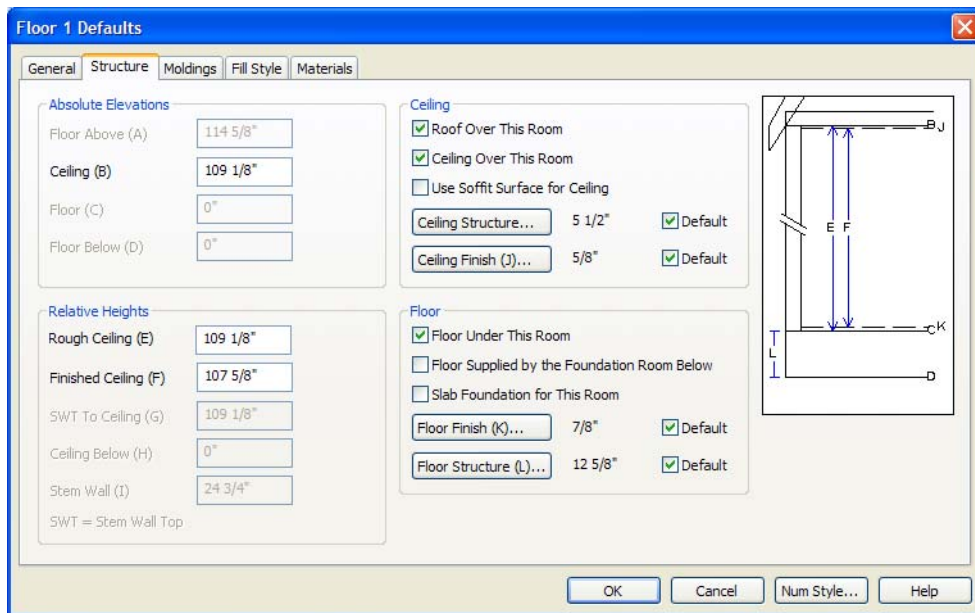 Floor 1 Defaults
General Structure Moldings Fill Style Materials
Absolute Elevations
Floor Above (A) 114 5/8"
Ceiling (B) 109 1/8"
Floor (C) 0"
Floor Below (D) 0"
Relative Heights
Rough Ceiling (E) 109 1/8"
Finished Ceiling (F) 107 5/8"
SWT To Ceiling (G) 109 1/8"
Ceiling Below (H) 0"
Stem Wall (I) 24 3/4"
SWT = Stem Wall Top
Ceiling
Roof Over This Room
Ceiling Over This Room
Use Soffit Surface for Ceiling
Ceiling Structure... 5 1/2" Default
Ceiling Finish (J)... 5/8" Default
Floor
Floor Under This Room
Floor Supplied by the Foundation Room Below
Slab Foundation for This Room
Floor Finish (K)... 7/8" Default
Floor Structure (L)... 12 5/8" Default
B J
E F
C K
L
D
OK Cancel Num Style... Help